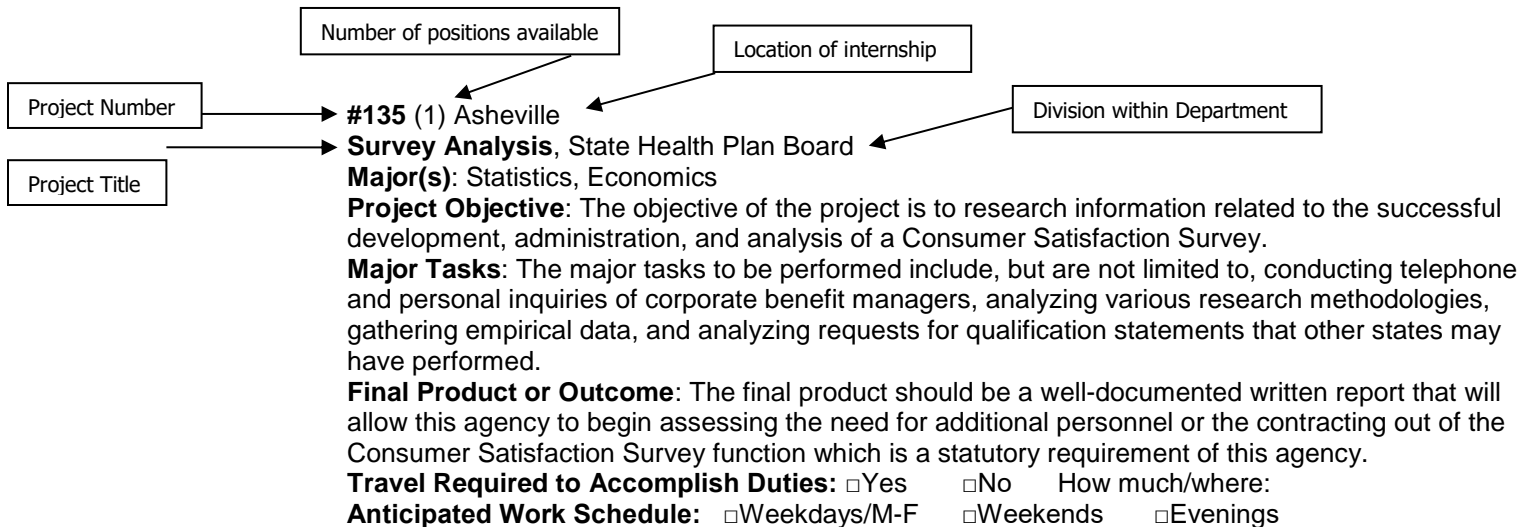 Number of positions available
Location of internship
Project Number
#135 (1) Asheville
Division within Department
Survey Analysis, State Health Plan Board
Project Title
Major(s): Statistics, Economics
Project Objective: The objective of the project is to research information related to the successful
development, administration, and analysis of a Consumer Satisfaction Survey.
Major Tasks: The major tasks to be performed include, but are not limited to, conducting telephone
and personal inquiries of corporate benefit managers, analyzing various research methodologies,
gathering empirical data, and analyzing requests for qualification statements that other states may
have performed.
Final Product or Outcome: The final product should be a well-documented written report that will
allow this agency to begin assessing the need for additional personnel or the contracting out of the
Consumer Satisfaction Survey function which is a statutory requirement of this agency.
Travel Required to Accomplish Duties: □Yes □No How much/where:
Anticipated Work Schedule: □Weekdays/M-F □Weekends □Evenings